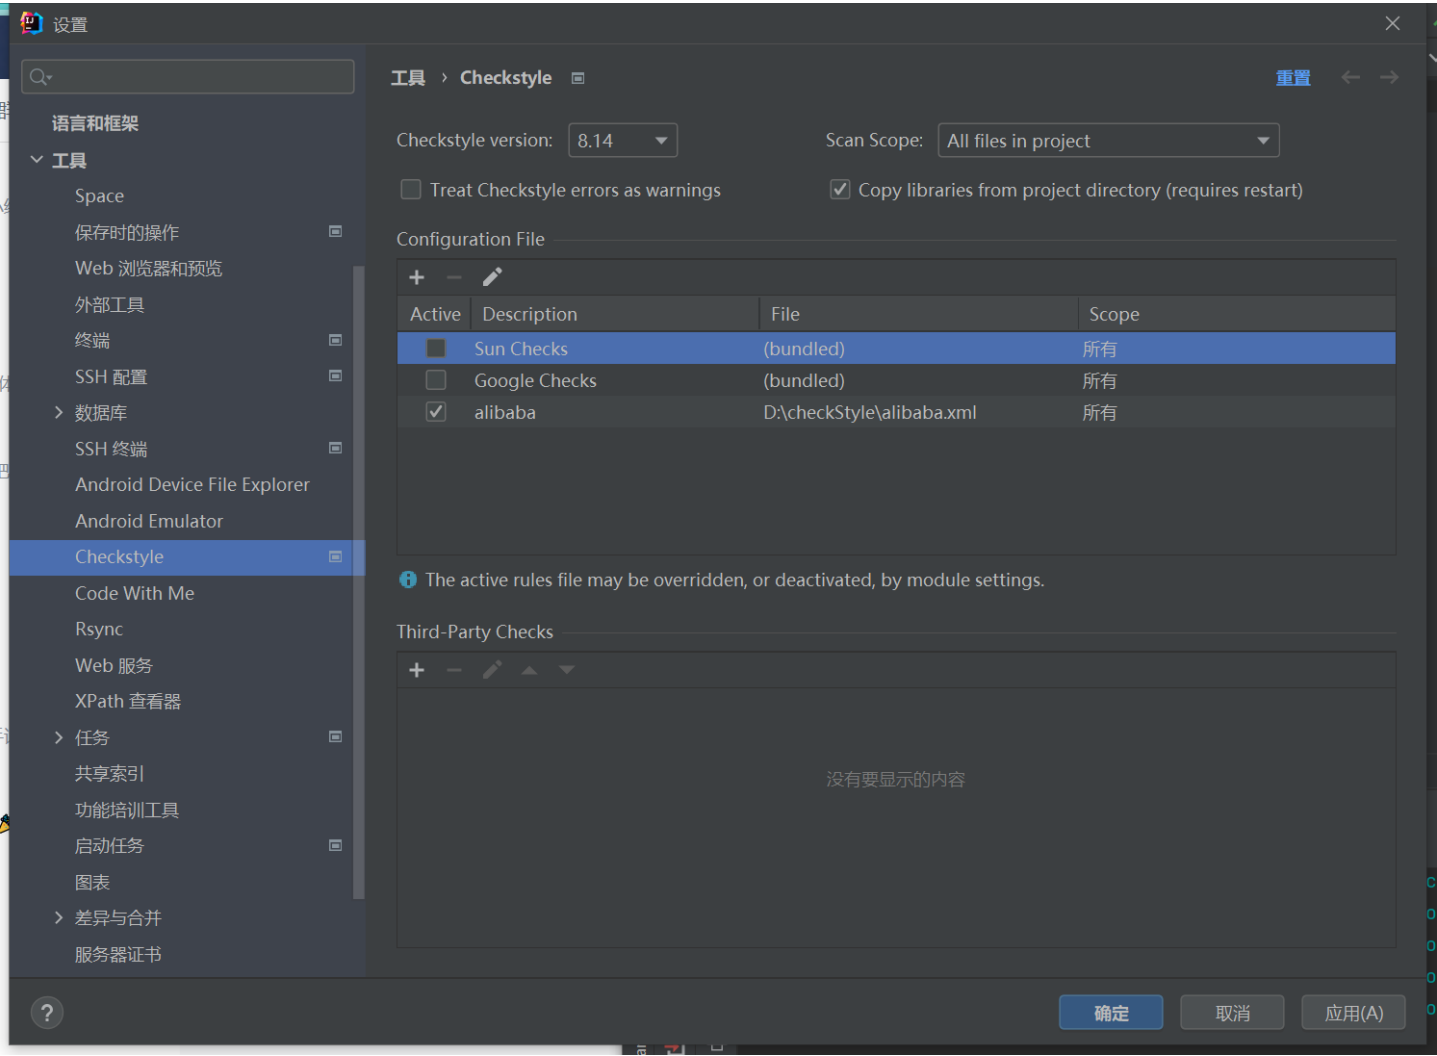 设置
语言和框架
工具
Space
保存时的操作
Web 浏览器和预览
外部工具
终端
SSH 配置
数据库
SSH 终端
Android Device File Explorer
Android Emulator
Checkstyle
Code With Me
Rsync
Web 服务
XPath 查看器
任务
共享索引
功能培训工具
启动任务
图表
差异与合并
服务器证书
工具 › Checkstyle
重置
Checkstyle version: 8.14
Scan Scope: All files in project
Treat Checkstyle errors as warnings
Copy libraries from project directory (requires restart)
Configuration File
Active Description File Scope
Sun Checks (bundled) 所有
Google Checks (bundled) 所有
alibaba D:\checkStyle\alibaba.xml 所有
The active rules file may be overridden, or deactivated, by module settings.
Third-Party Checks
没有要显示的内容
?
确定 取消 应用(A)